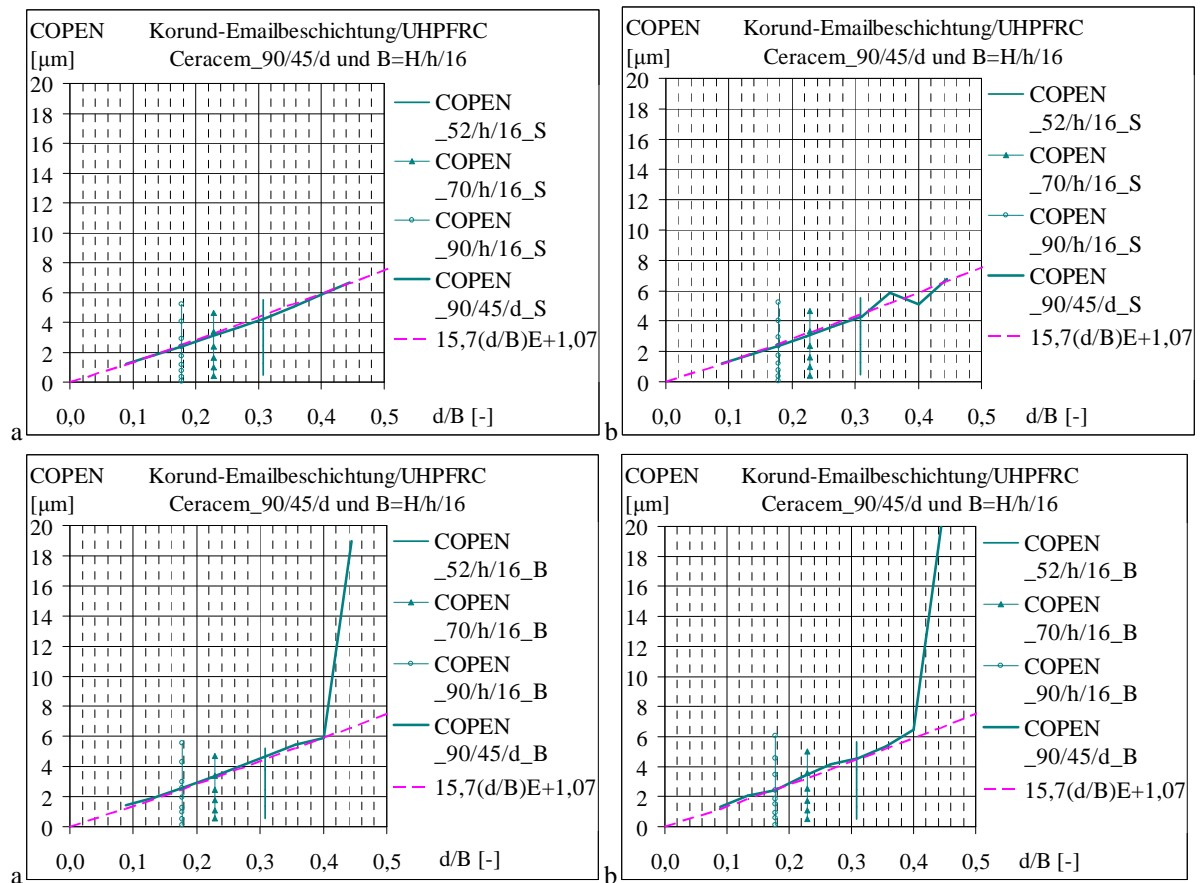 COPEN Korund-Emailbeschichtung/UHPFRC
[µm] Ceracem_90/45/d und B=H/h/16
20
18
16
14
12
10
8
6
4
2
0
0,0 0,1 0,2 0,3 0,4 0,5
d/B [-]
COPEN
_52/h/16_S
COPEN
_70/h/16_S
COPEN
_90/h/16_S
COPEN
_90/45/d_S
15,7(d/B)E+1,07
a
COPEN Korund-Emailbeschichtung/UHPFRC
[µm] Ceracem_90/45/d und B=H/h/16
20
18
16
14
12
10
8
6
4
2
0
0,0 0,1 0,2 0,3 0,4 0,5
d/B [-]
COPEN
_52/h/16_S
COPEN
_70/h/16_S
COPEN
_90/h/16_S
COPEN
_90/45/d_S
15,7(d/B)E+1,07
b
COPEN Korund-Emailbeschichtung/UHPFRC
[µm] Ceracem_90/45/d und B=H/h/16
20
18
16
14
12
10
8
6
4
2
0
0,0 0,1 0,2 0,3 0,4 0,5
d/B [-]
COPEN
_52/h/16_B
COPEN
_70/h/16_B
COPEN
_90/h/16_B
COPEN
_90/45/d_B
15,7(d/B)E+1,07
a
COPEN Korund-Emailbeschichtung/UHPFRC
[µm] Ceracem_90/45/d und B=H/h/16
20
18
16
14
12
10
8
6
4
2
0
0,0 0,1 0,2 0,3 0,4 0,5
d/B [-]
COPEN
_52/h/16_B
COPEN
_70/h/16_B
COPEN
_90/h/16_B
COPEN
_90/45/d_B
15,7(d/B)E+1,07
b